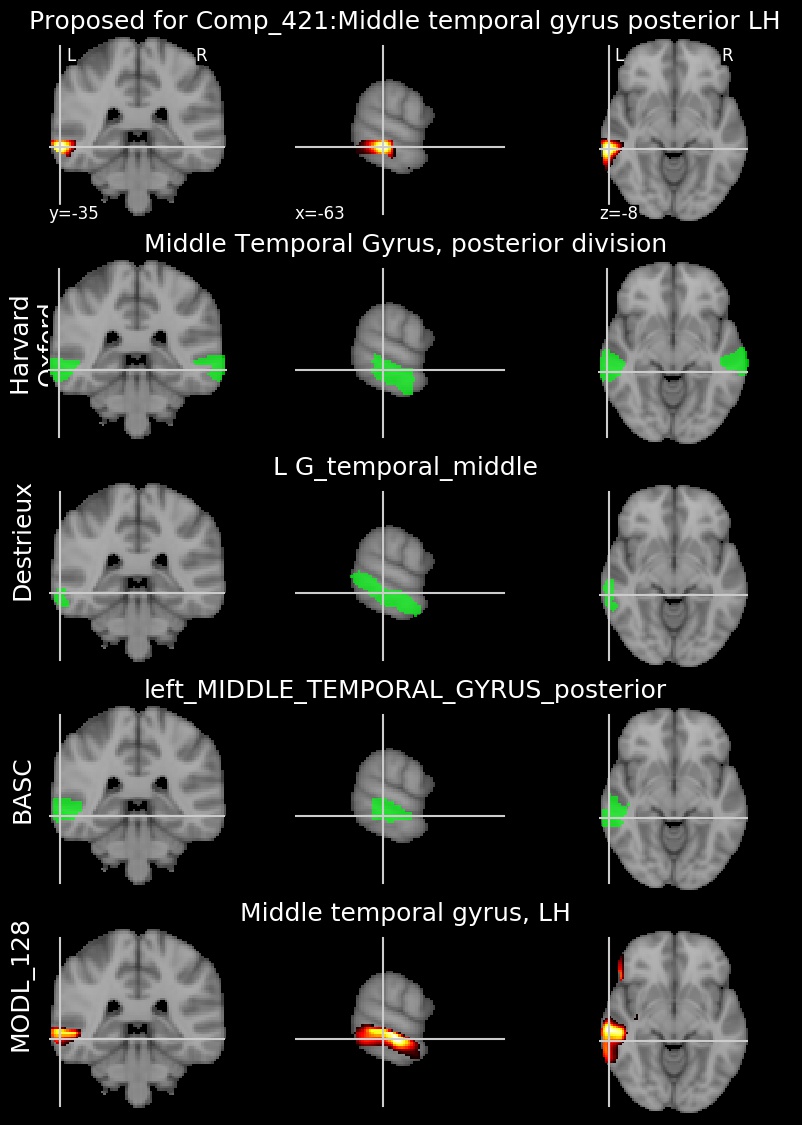 Proposed for Comp_421:Middle temporal gyrus posterior LH
L R L R
y=-35 x=-63 z=-8
Middle Temporal Gyrus, posterior division
Harvard
Oxford
L G_temporal_middle
Destrieux
left_MIDDLE_TEMPORAL_GYRUS_posterior
BASC
Middle temporal gyrus, LH
MODL_128